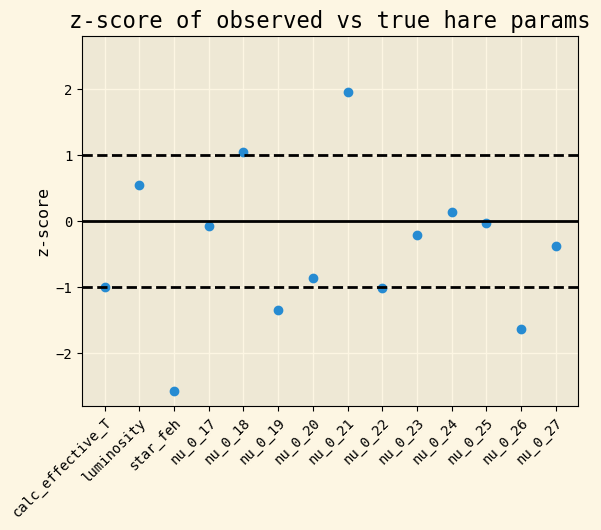 z-score of observed vs true hare params
z-score
2
1
0
−1
−2
calc_effective_T
luminosity
star_feh
nu_0_17
nu_0_18
nu_0_19
nu_0_20
nu_0_21
nu_0_22
nu_0_23
nu_0_24
nu_0_25
nu_0_26
nu_0_27